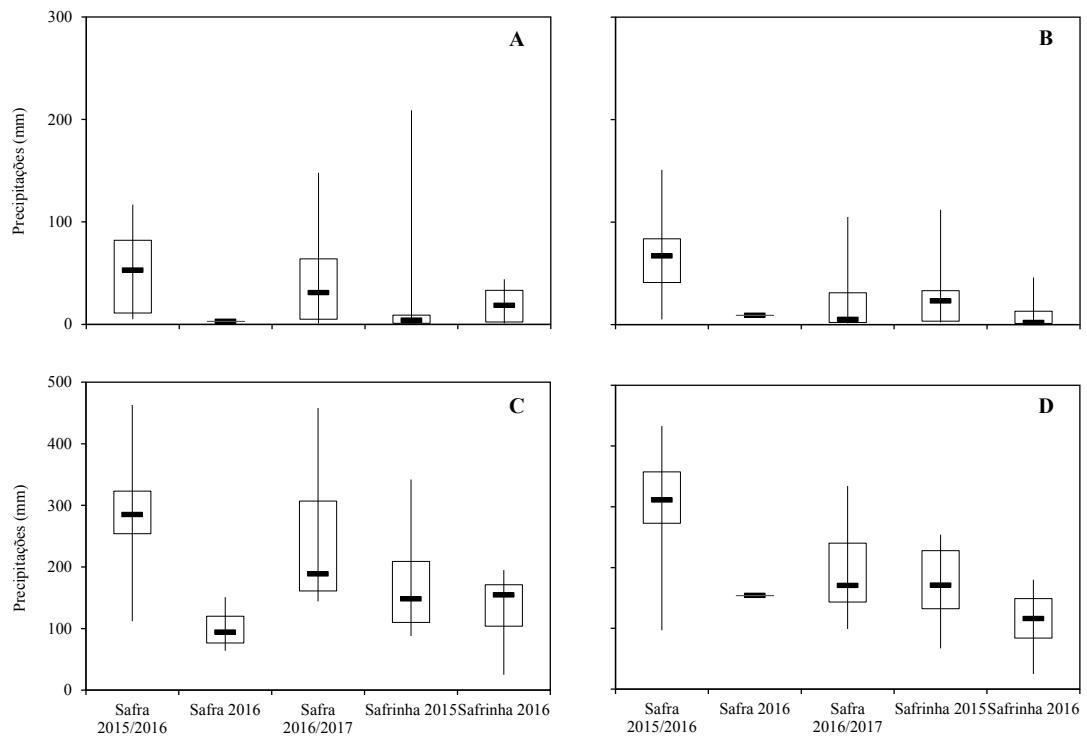 300
A
B
200
Precipitações (mm)
100
0
500
C
D
400
300
Precipitações (mm)
200
100
0
Safra
2015/2016
Safra 2016
Safra
2016/2017
Safrinha 2015
Safrinha 2016
Safra
2015/2016
Safra 2016
Safra
2016/2017
Safrinha 2015
Safrinha 2016